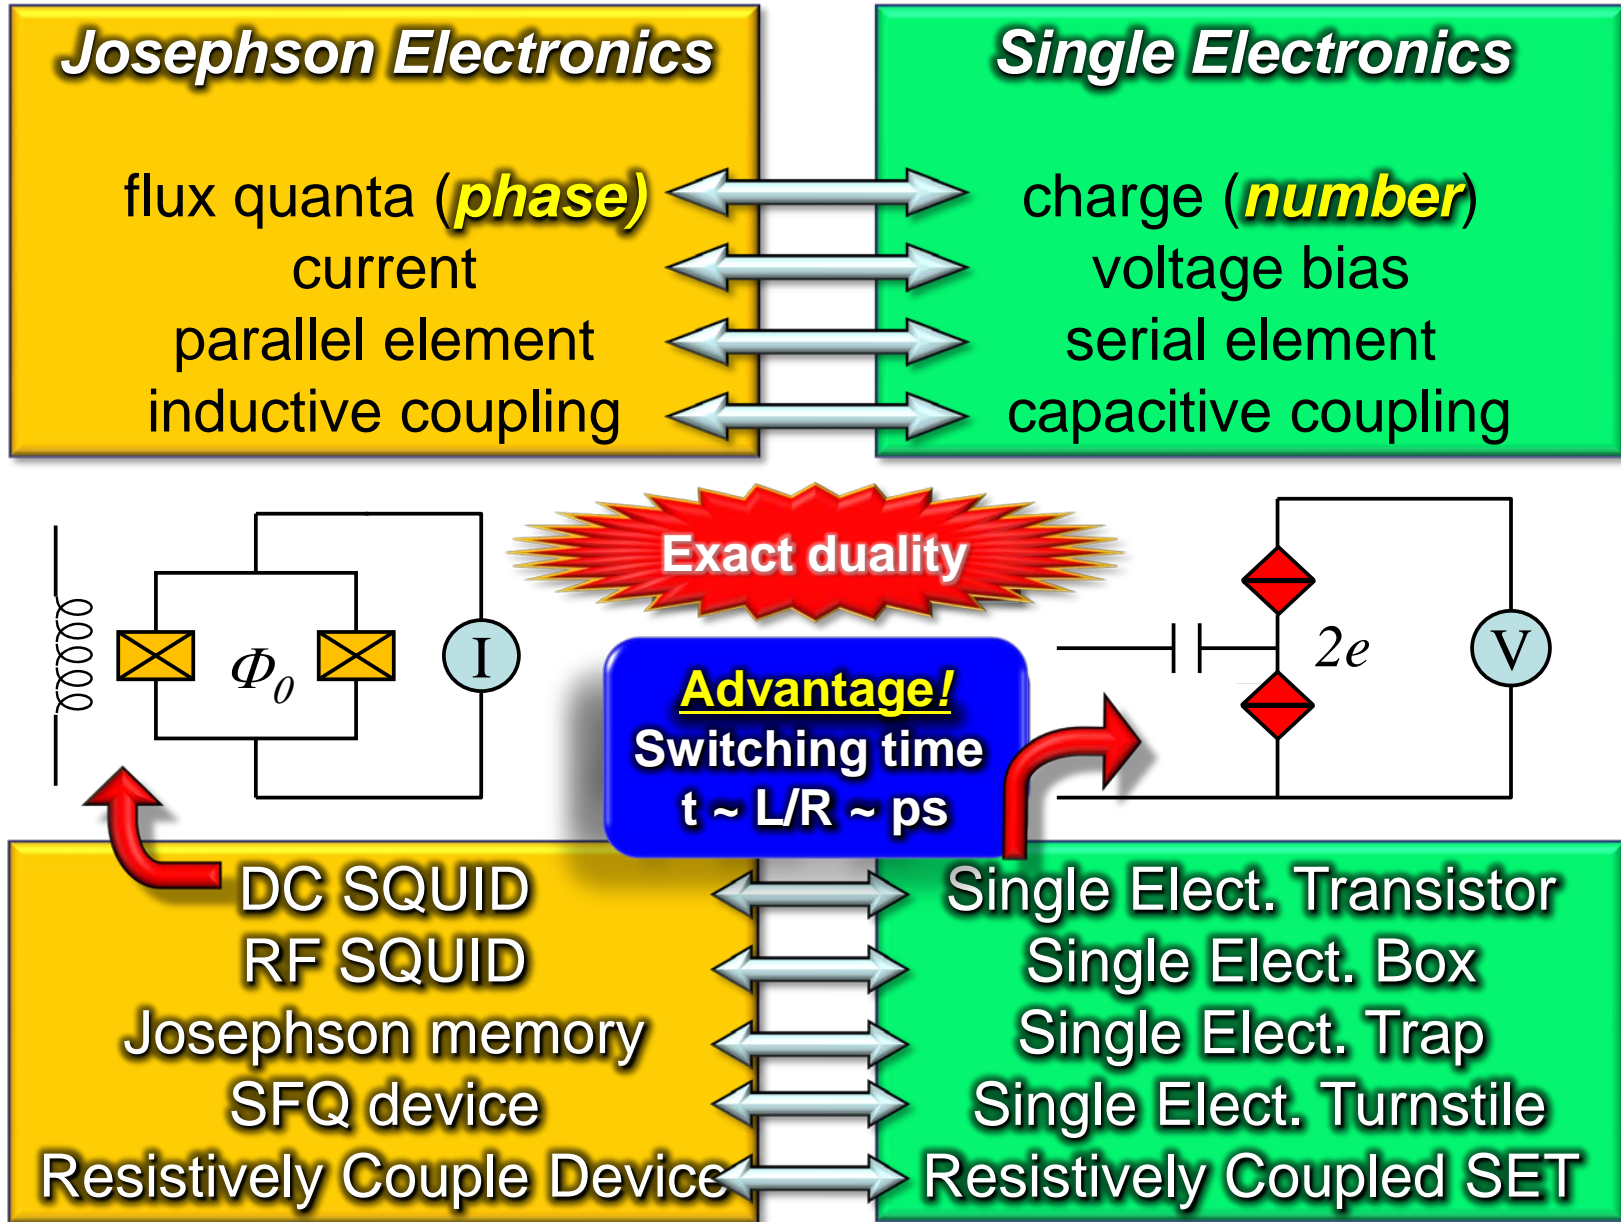 Josephson Electronics
flux quanta (phase)
current
parallel element
inductive coupling
Single Electronics
charge (number)
voltage bias
serial element
capacitive coupling
Exact duality
Φ0
I
Advantage!
Switching time
t ~ L/R ~ ps
2e
V
DC SQUID
RF SQUID
Josephson memory
SFQ device
Resistively Couple Device
Single Elect. Transistor
Single Elect. Box
Single Elect. Trap
Single Elect. Turnstile
Resistively Coupled SET